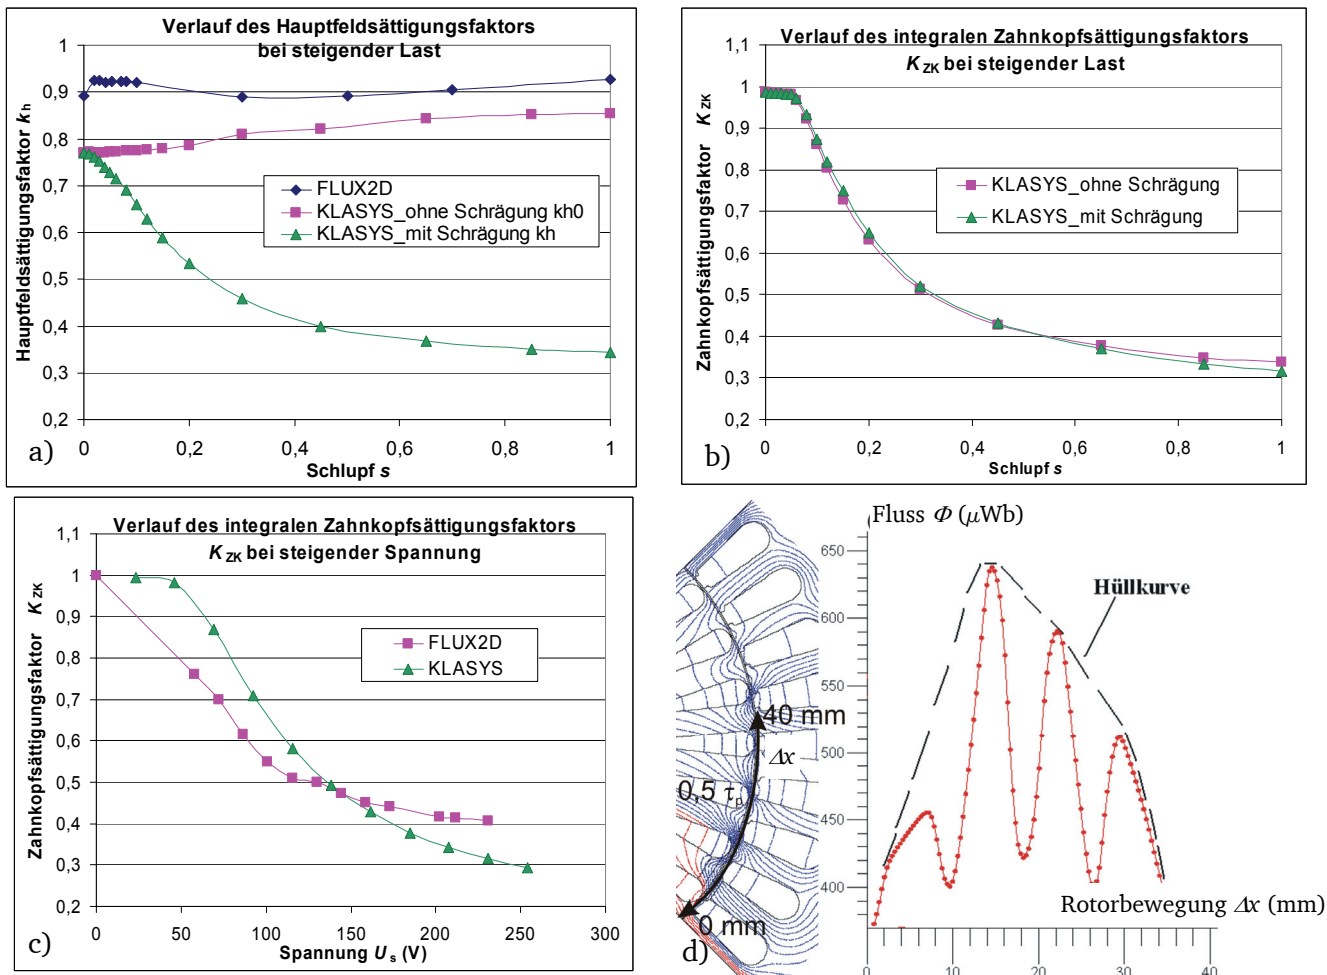 Verlauf des Hauptfeldsättigungsfaktors
bei steigender Last
Hauptfeldsättigungsfaktor kh
1
0,9
0,8
0,7
0,6
0,5
0,4
0,3
0,2
FLUX2D
KLASYS_ohne Schrägung kh0
KLASYS_mit Schrägung kh
0 0,2 0,4 0,6 0,8 1
Schlupf s
a)
Verlauf des integralen Zahnkopfsättigungsfaktors
KZK bei steigender Last
Zahnkopfsättigungsfaktor KZK
1,1
1
0,9
0,8
0,7
0,6
0,5
0,4
0,3
0,2
KLASYS_ohne Schrägung
KLASYS_mit Schrägung
0 0,2 0,4 0,6 0,8 1
Schlupf s
b)
Verlauf des integralen Zahnkopfsättigungsfaktors
KZK bei steigender Spannung
Zahnkopfsättigungsfaktor KZK
1,1
1
0,9
0,8
0,7
0,6
0,5
0,4
0,3
0,2
FLUX2D
KLASYS
0 50 100 150 200 250 300
Spannung Us (V)
c)
Fluss Φ (μWb)
650
600
550
500
450
400
Hüllkurve
40 mm
Δx
0,5 τp
0 mm
Rotorbewegung Δx (mm)
0 10 20 30 40
d)